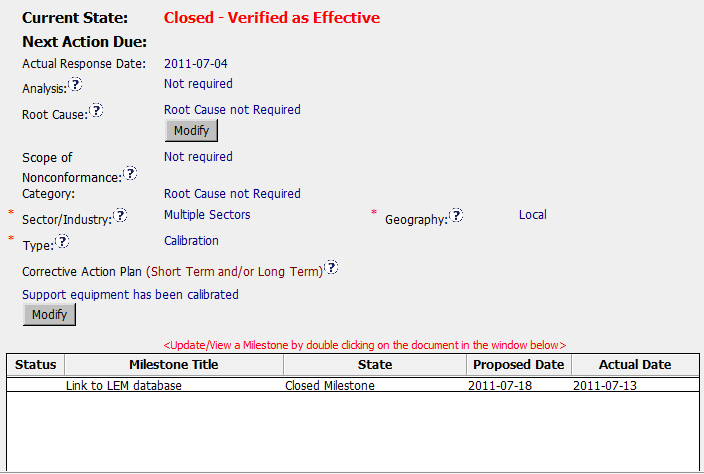 Current State: Closed - Verified as Effective
Next Action Due:
Actual Response Date: 2011-07-04
Analysis: ? Not required
Root Cause: ? Root Cause not Required
Modify
Scope of Not required
Nonconformance: ?
Category: Root Cause not Required
* Sector/Industry: ? Multiple Sectors * Geography: ? Local
* Type: ? Calibration
Corrective Action Plan (Short Term and/or Long Term) ?
Support equipment has been calibrated
Modify
<Update/View a Milestone by double clicking on the document in the window below>
Status Milestone Title State Proposed Date Actual Date
Link to LEM database Closed Milestone 2011-07-18 2011-07-13